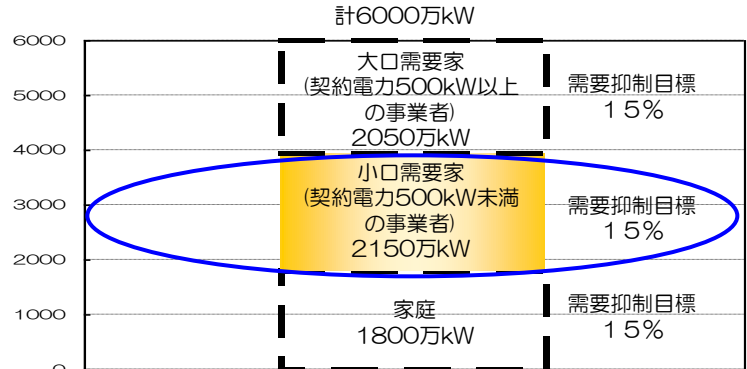 計6000万kW
6000
5000
4000
3000
2000
1000
0
大口需要家
(契約電力500kW以上
の事業者)
2050万kW
需要抑制目標
１５%
小口需要家
(契約電力500kW未満
の事業者)
2150万kW
需要抑制目標
１５%
家庭
1800万kW
需要抑制目標
１５%